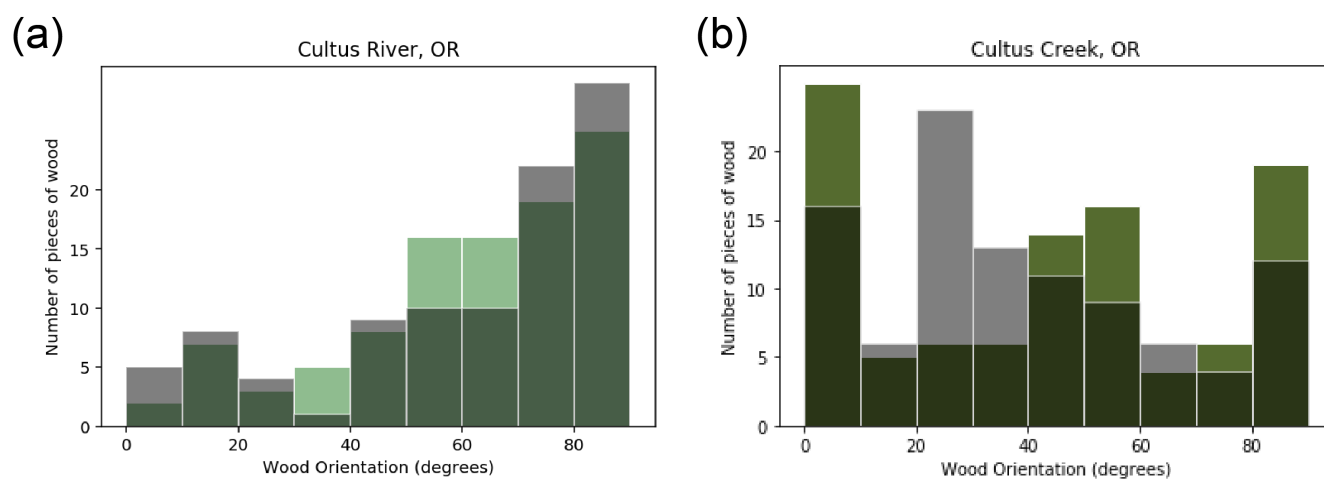 (a)
Cultus River, OR
Number of pieces of wood
20
15
10
5
0
0 20 40 60 80
Wood Orientation (degrees)
(b)
Cultus Creek, OR
Number of pieces of wood
20
15
10
5
0
0 20 40 60 80
Wood Orientation (degrees)